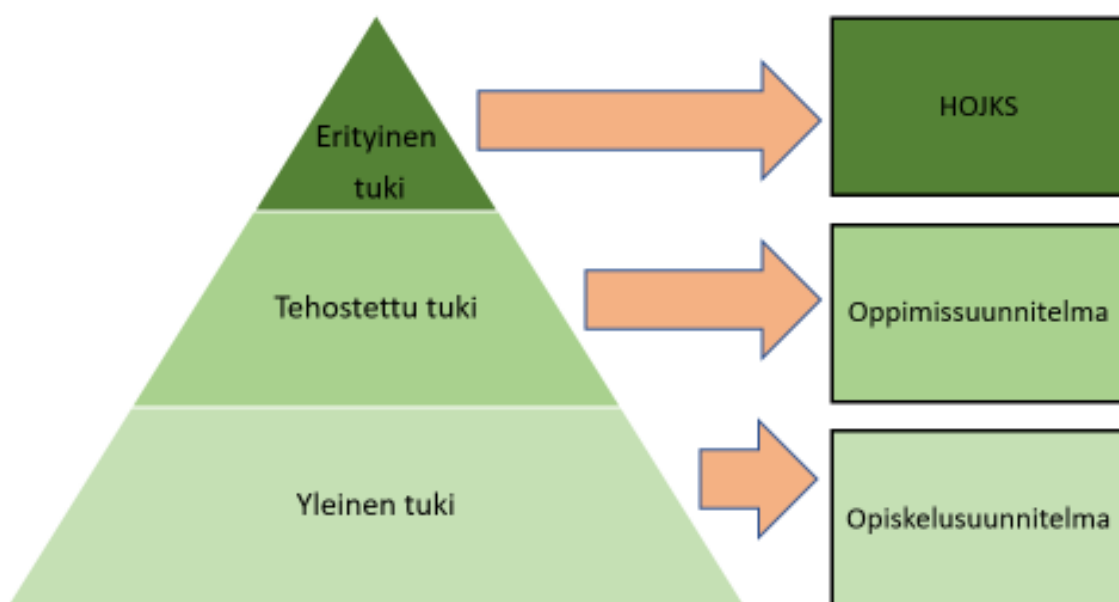 Erityinen
tuki
HOJKS
Tehostettu tuki
Oppimissuunnitelma
Yleinen tuki
Opiskelusuunnitelma